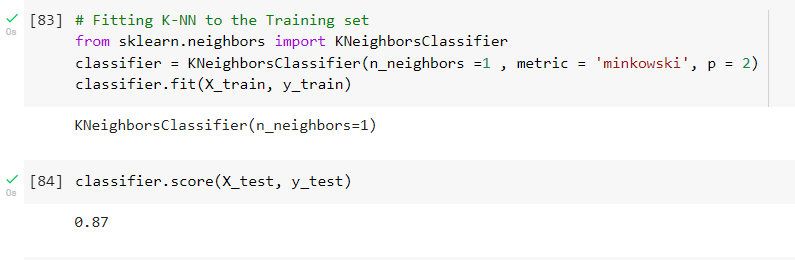 [83] # Fitting K-NN to the Training set
0s
from sklearn.neighbors import KNeighborsClassifier
classifier = KNeighborsClassifier(n_neighbors =1 , metric = 'minkowski', p = 2)
classifier.fit(X_train, y_train)
KNeighborsClassifier(n_neighbors=1)
[84] classifier.score(X_test, y_test)
0s
0.87